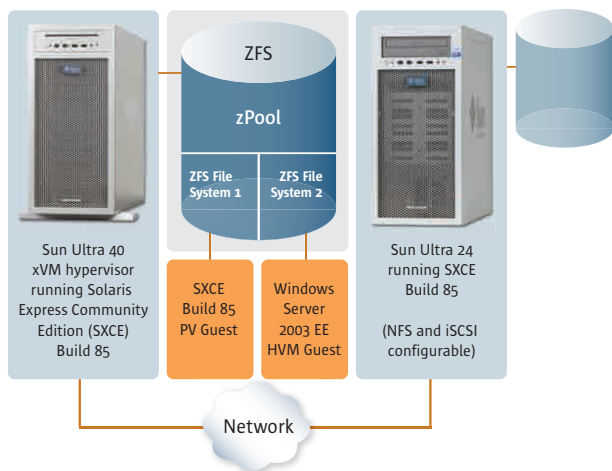 ZFS
zPool
ZFS File
System 1
ZFS File
System 2
Sun Ultra 40
xVM hypervisor
running Solaris
Express Community
Edition (SXCE)
Build 85
SXCE
Build 85
PV Guest
Windows
Server
2003 EE
HVM Guest
Sun Ultra 24
running SXCE
Build 85
(NFS and iSCSI
configurable)
Network